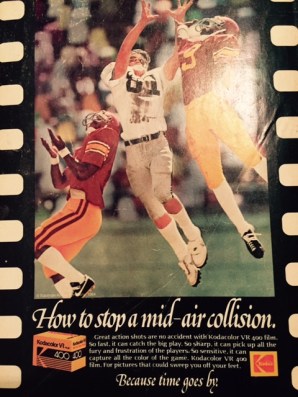 81
How to stop a mid-air collision.
Great action shots are no accident with Kodacolor VR 400 film.
So fast, it can catch the big play. So sharp, it can pick up all the
fury and frustration of the players. So sensitive, it can
capture all the color of the game. Kodacolor VR 400
film. For pictures that could sweep you off your feet.
Kodacolor VR
400
400
Kodak
Because time goes by.